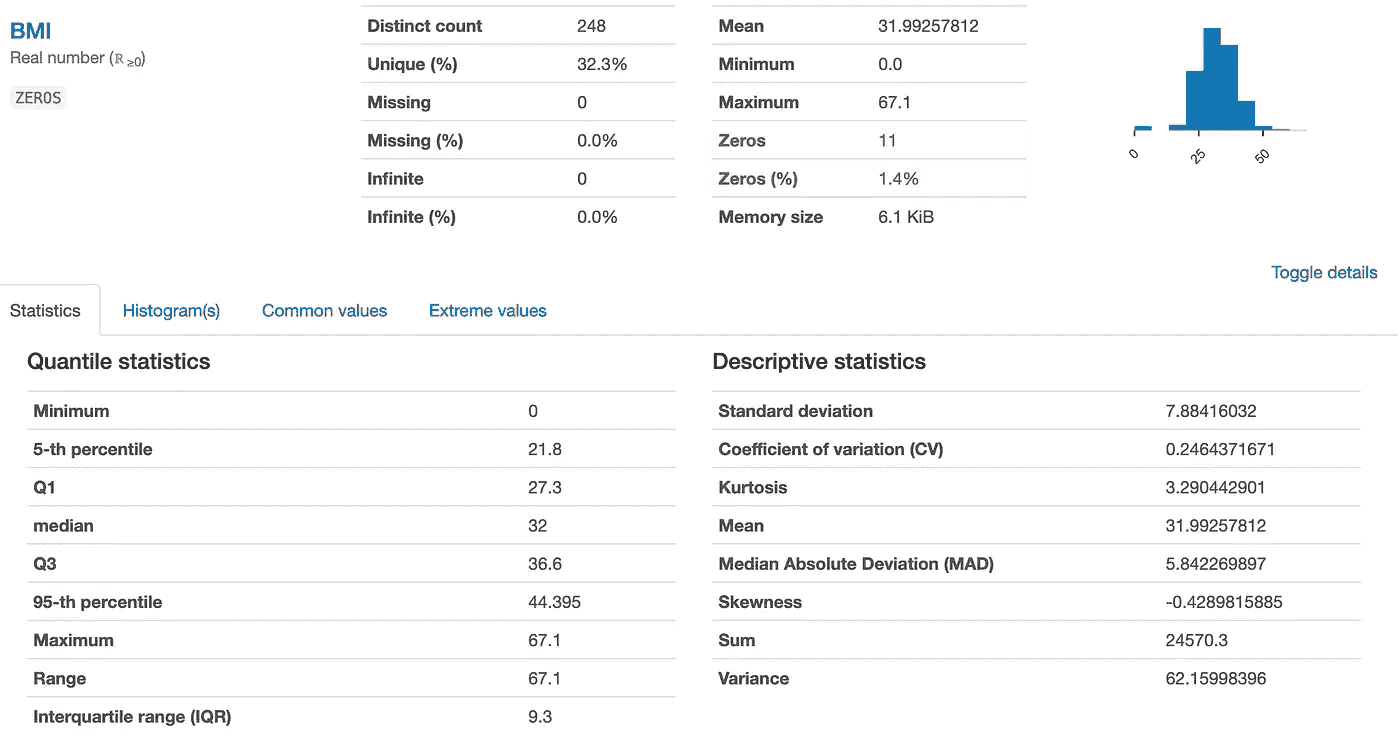 BMI
Real number (ℝ ≥0)
ZEROS
Distinct count 248
Unique (%) 32.3%
Missing 0
Missing (%) 0.0%
Infinite 0
Infinite (%) 0.0%
Mean 31.99257812
Minimum 0.0
Maximum 67.1
Zeros 11
Zeros (%) 1.4%
Memory size 6.1 KiB
0 25 50
Toggle details
Statistics Histogram(s) Common values Extreme values
Quantile statistics
Minimum 0
5-th percentile 21.8
Q1 27.3
median 32
Q3 36.6
95-th percentile 44.395
Maximum 67.1
Range 67.1
Interquartile range (IQR) 9.3
Descriptive statistics
Standard deviation 7.88416032
Coefficient of variation (CV) 0.2464371671
Kurtosis 3.290442901
Mean 31.99257812
Median Absolute Deviation (MAD) 5.842269897
Skewness -0.4289815885
Sum 24570.3
Variance 62.15998396